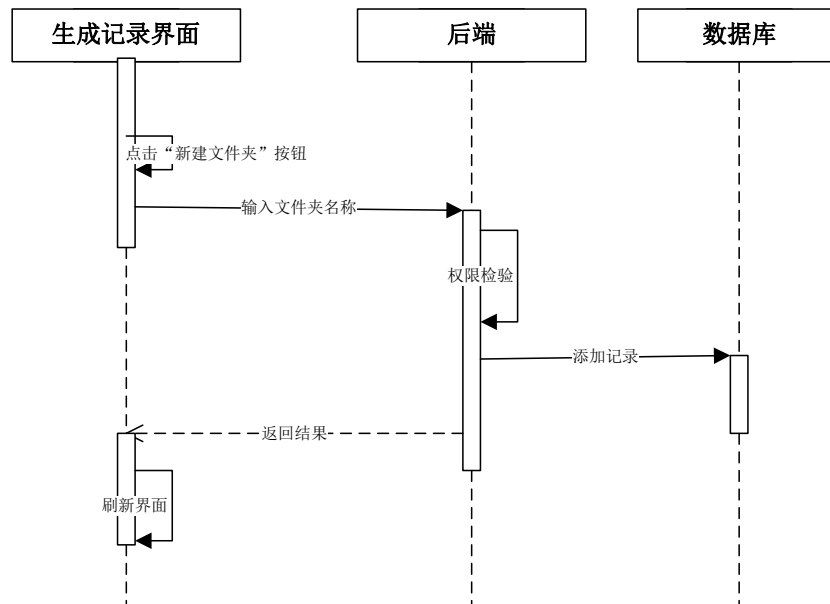 生成记录界面
后端
数据库
点击“新建文件夹”按钮
输入文件夹名称
权限检验
添加记录
返回结果
刷新界面